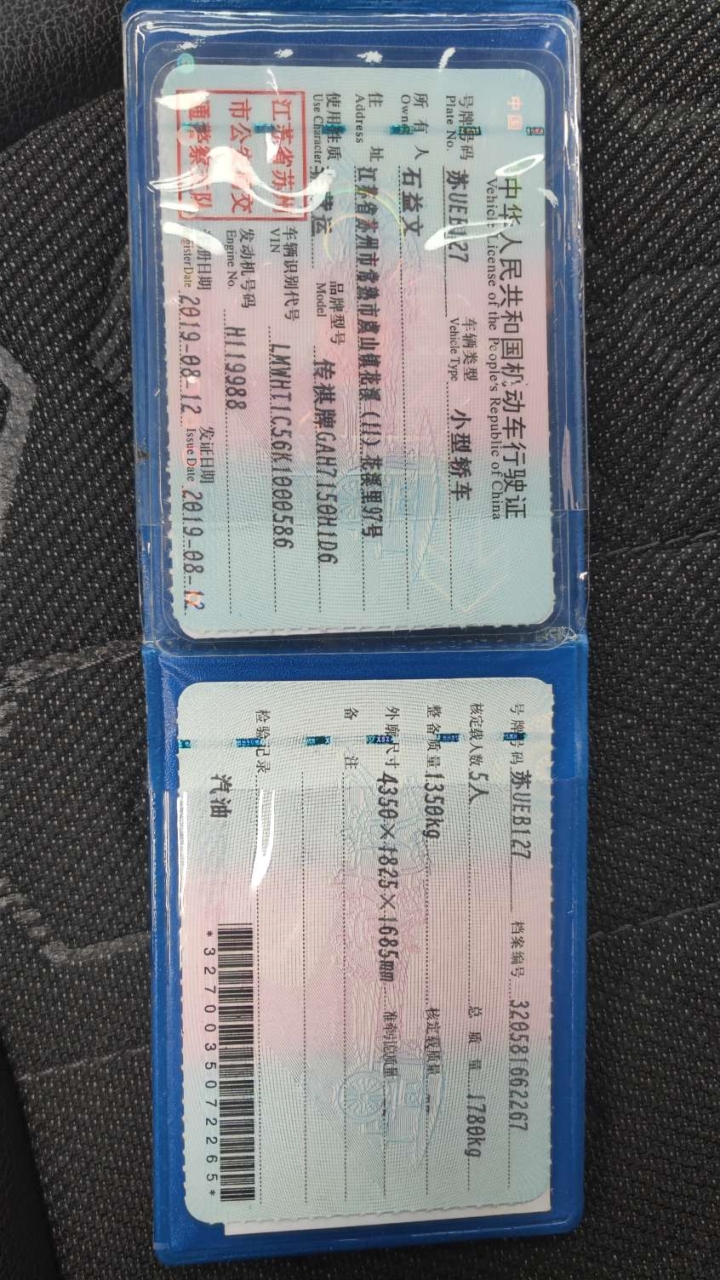 中华人民共和国机动车行驶证
Vehicle License of the People's Republic of China
号牌号码 苏UEB127 车辆类型 小型轿车
Plate No. Vehicle Type
所有人 石益文
Owner
住址 江苏省苏州市常熟市虞山镇花溪(11)花溪里97号
Address
使用性质 非营运 品牌型号 传祺牌GAH7150H1D6
Use Character Model
江苏省苏州
市公安局交
通警察支队
车辆识别代号 LMWHT1C56K1000586
VIN
发动机号码 H119988
Engine No.
注册日期 2019-08-12 发证日期 2019-08-12
Register Date Issue Date
号牌号码 苏UEB127 档案编号 320581662267
核定载人数 5人 总质量 1780kg
整备质量 1350kg 核定载质量 --
外廓尺寸 4350×1825×1685mm 准牵引总质量 --
备注
检验记录
汽油
*3270035072265*